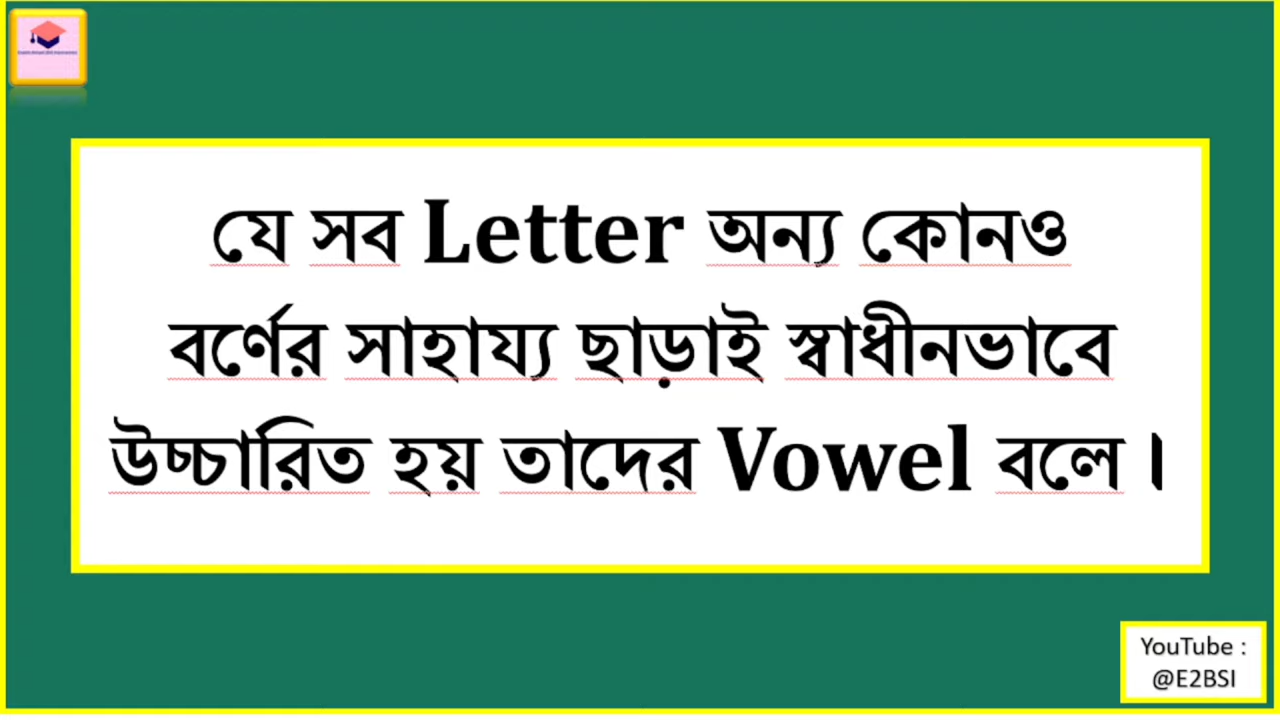 যে সব Letter অন্য কোনও
বর্ণের সাহায্য ছাড়াই স্বাধীনভাবে
উচ্চারিত হয় তাদের Vowel বলে।
YouTube :
@E2BSI